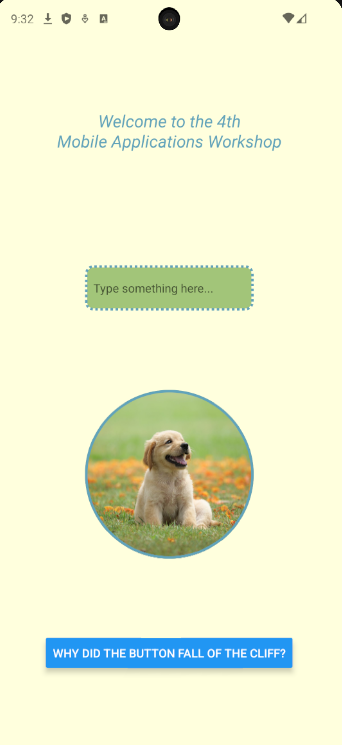 9:32
Welcome to the 4th
Mobile Applications Workshop
Type something here...
WHY DID THE BUTTON FALL OF THE CLIFF?